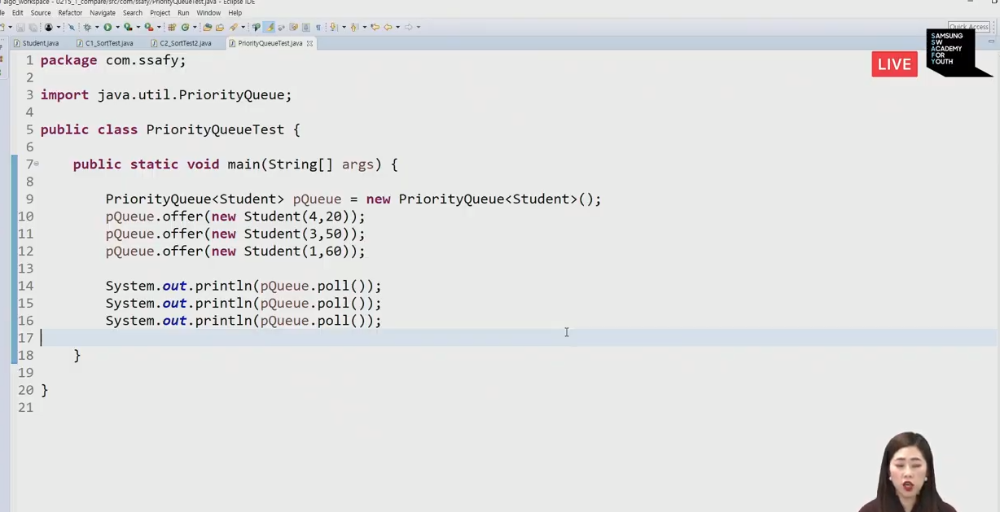 algo_workspace - 0215_1_compare/src/com/ssafy/PriorityQueueTest.java - Eclipse IDE
Edit Source Refactor Navigate Search Project Run Window Help
Quick Access
Student.java C1_SortTest.java C2_SortTest2.java PriorityQueueTest.java
SAMSUNG
SW
ACADEMY
FOR
YOUTH
LIVE
1 package com.ssafy;
2
3 import java.util.PriorityQueue;
4
5 public class PriorityQueueTest {
6
7 public static void main(String[] args) {
8
9 PriorityQueue<Student> pQueue = new PriorityQueue<Student>();
10 pQueue.offer(new Student(4,20));
11 pQueue.offer(new Student(3,50));
12 pQueue.offer(new Student(1,60));
13
14 System.out.println(pQueue.poll());
15 System.out.println(pQueue.poll());
16 System.out.println(pQueue.poll());
17
18 }
19
20 }
21